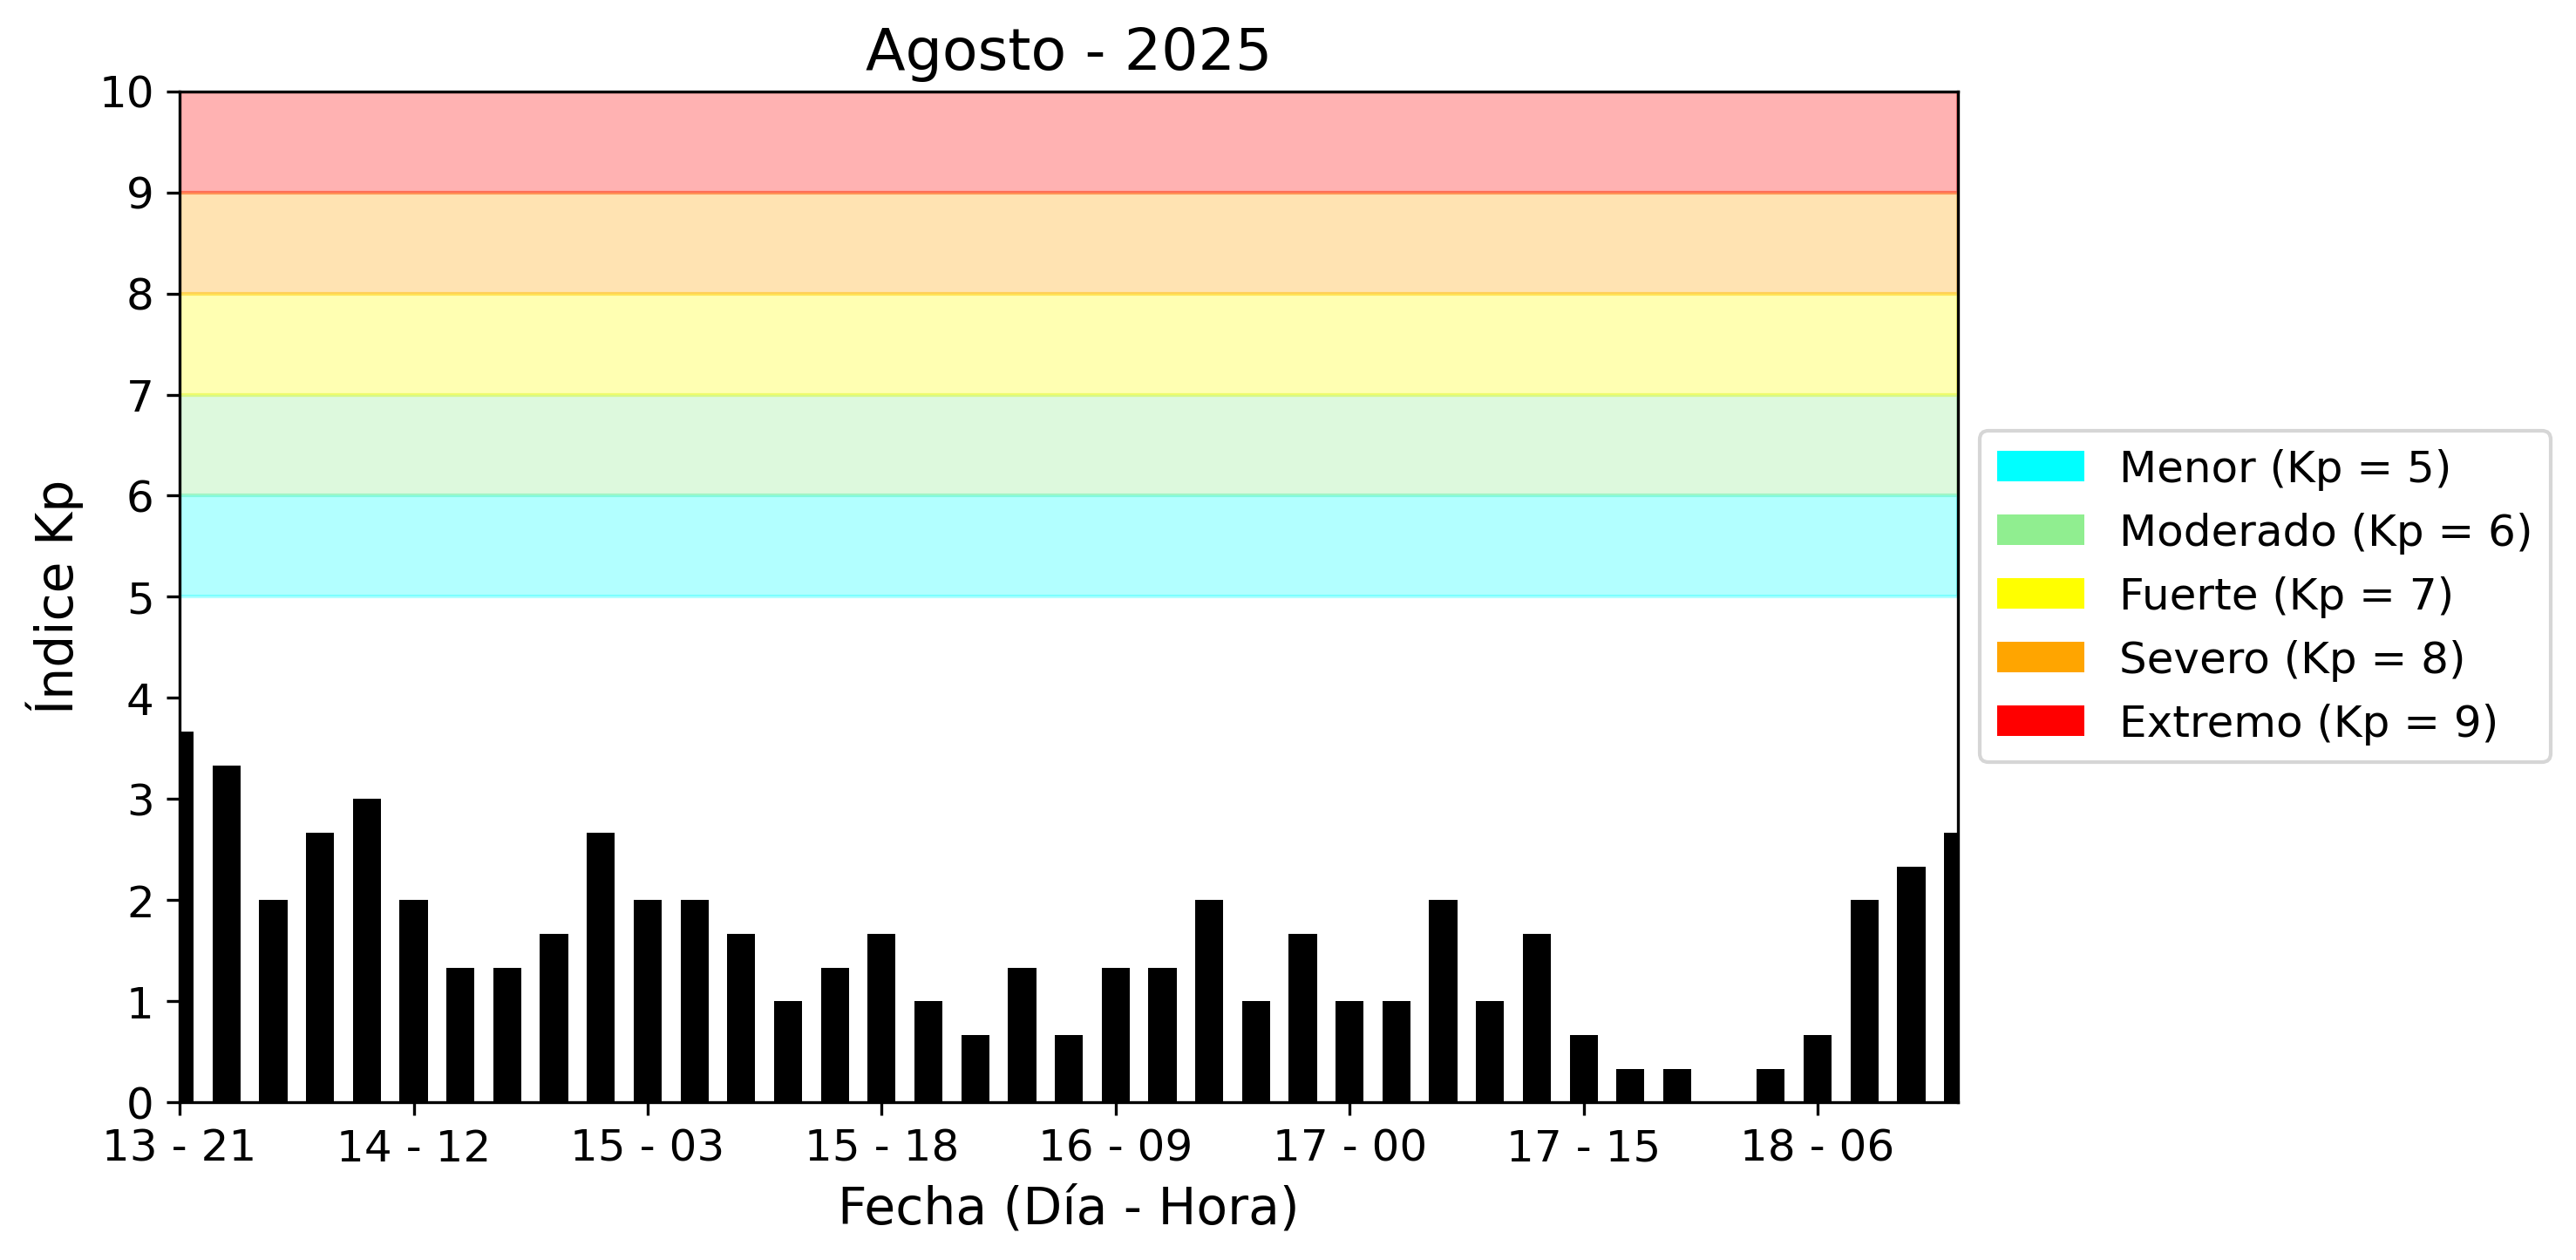 Agosto - 2025
10
9
8
7
6
5
4
3
2
1
0
Índice Kp
13 - 21
14 - 12
15 - 03
15 - 18
16 - 09
17 - 00
17 - 15
18 - 06
Fecha (Día - Hora)
Menor (Kp = 5)
Moderado (Kp = 6)
Fuerte (Kp = 7)
Severo (Kp = 8)
Extremo (Kp = 9)